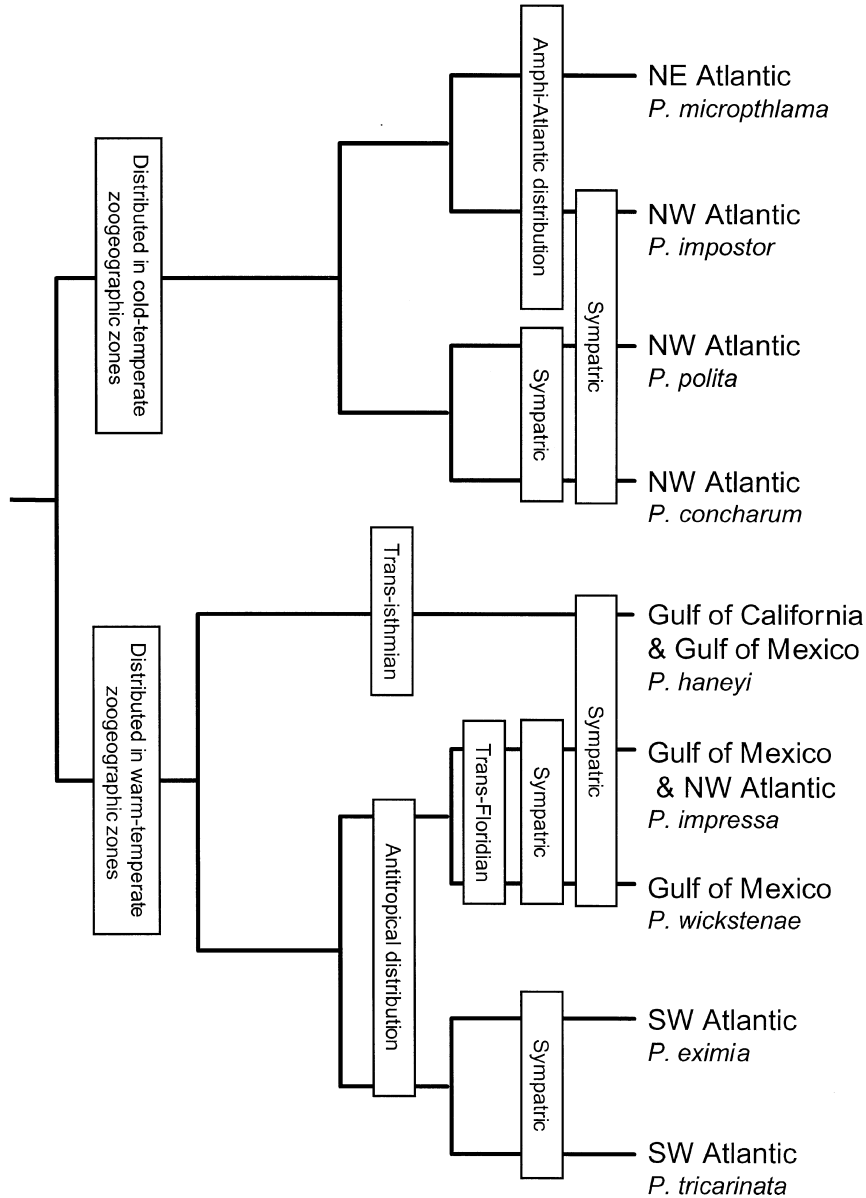 Distributed in cold-temperate
zoogeographic zones
Distributed in warm-temperate
zoogeographic zones
Trans-isthmian
Antitropical distribution
Trans-Floridian
Amphi-Atlantic distribution
Sympatric
Sympatric
Sympatric
Sympatric
Sympatric
NE Atlantic
P. micropthlama
NW Atlantic
P. impostor
NW Atlantic
P. polita
NW Atlantic
P. concharum
Gulf of California
& Gulf of Mexico
P. haneyi
Gulf of Mexico
& NW Atlantic
P. impressa
Gulf of Mexico
P. wickstenae
SW Atlantic
P. eximia
SW Atlantic
P. tricarinata